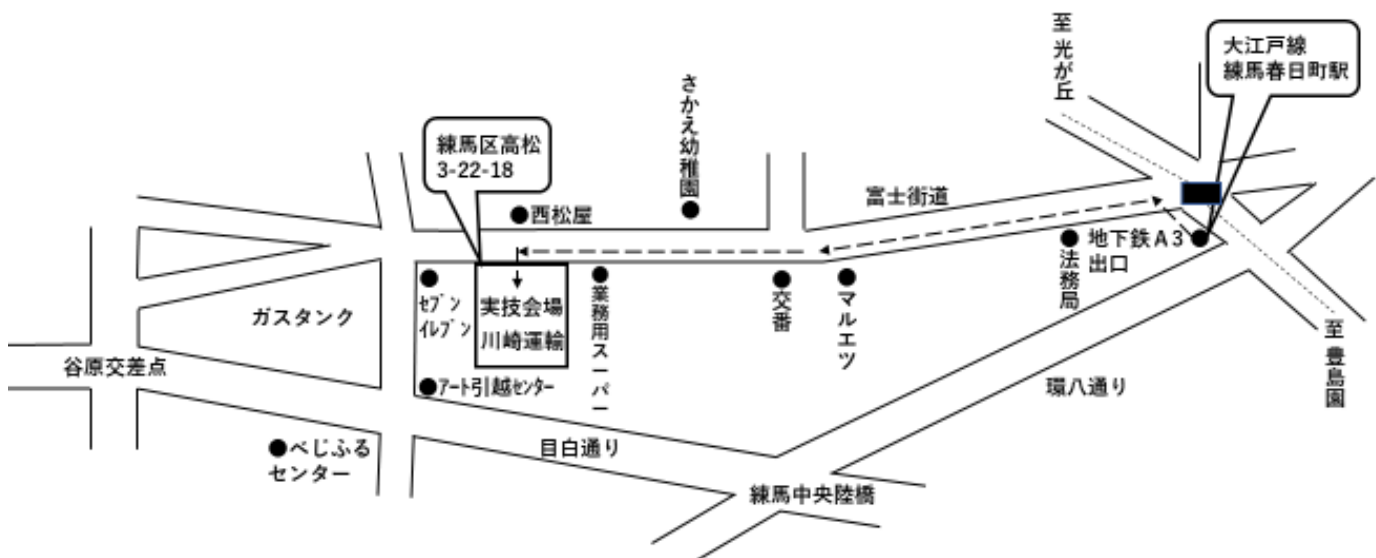 至光が丘
大江戸線
練馬春日町駅
さかえ幼稚園
練馬区高松
3-22-18
西松屋
富士街道
地下鉄A3
出口
法務局
セブン
イレブン
実技会場
川崎運輸
業務用スーパー
交番
マルエツ
ガスタンク
至豊島園
谷原交差点
アート引越センター
環八通り
べじふる
センター
目白通り
練馬中央陸橋